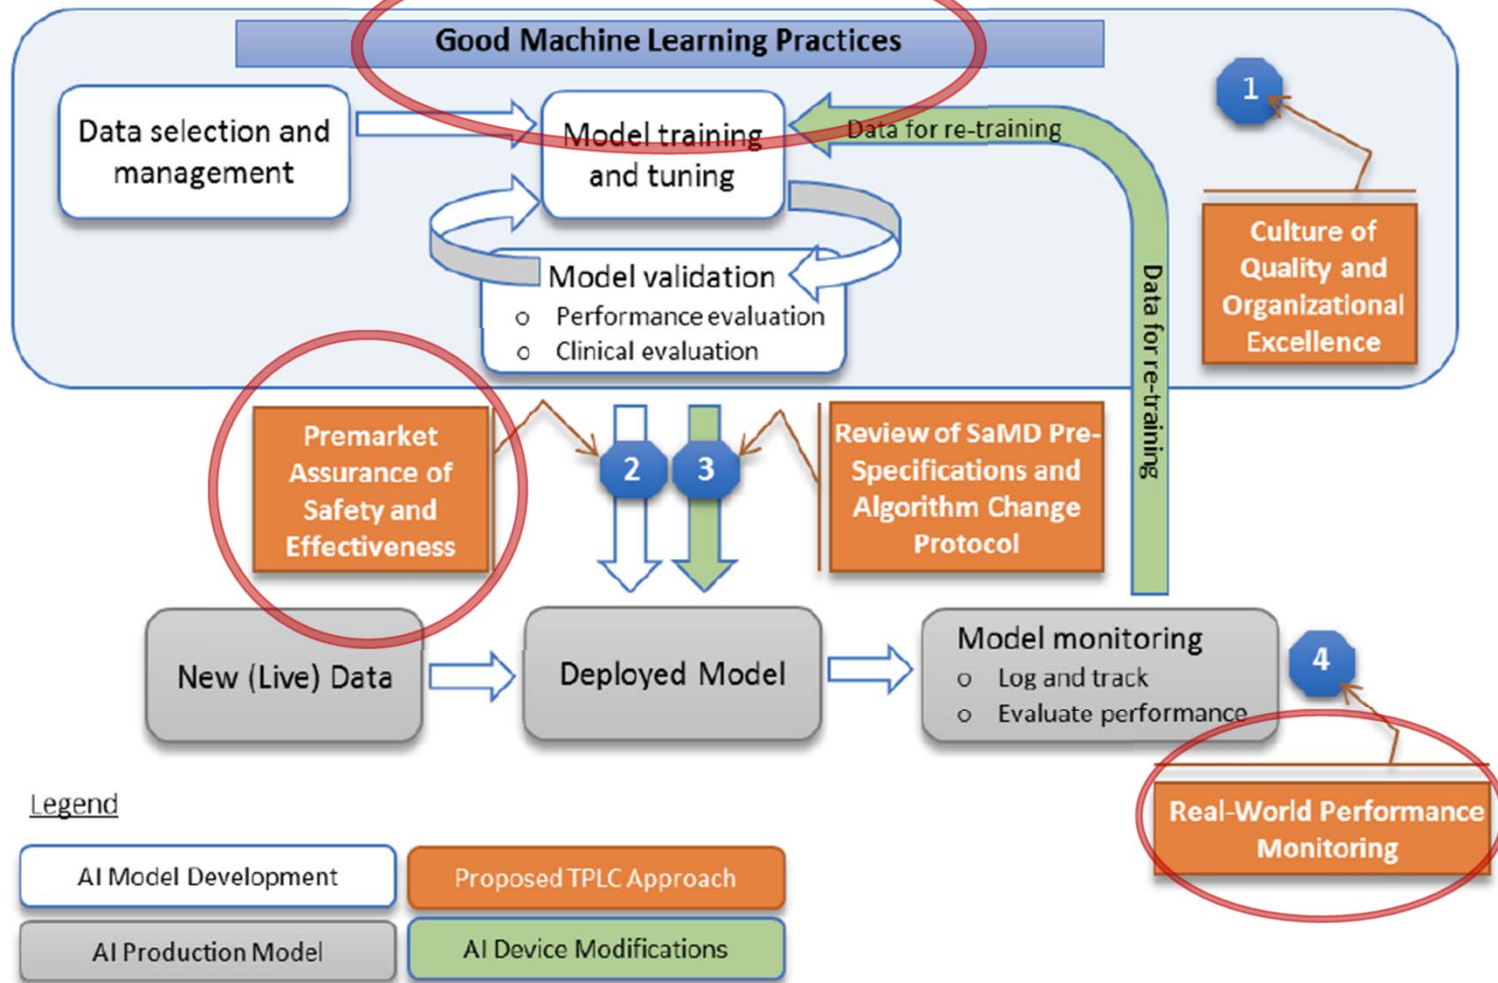 Good Machine Learning Practices
Data selection and
management
Model training
and tuning
Data for re-training
1
Culture of
Quality and
Organizational
Excellence
Model validation
o Performance evaluation
o Clinical evaluation
Data for re-training
Premarket
Assurance of
Safety and
Effectiveness
2
3
Review of SaMD Pre-
Specifications and
Algorithm Change
Protocol
New (Live) Data
Deployed Model
Model monitoring
o Log and track
o Evaluate performance
4
Real-World Performance
Monitoring
Legend
AI Model Development
Proposed TPLC Approach
AI Production Model
AI Device Modifications